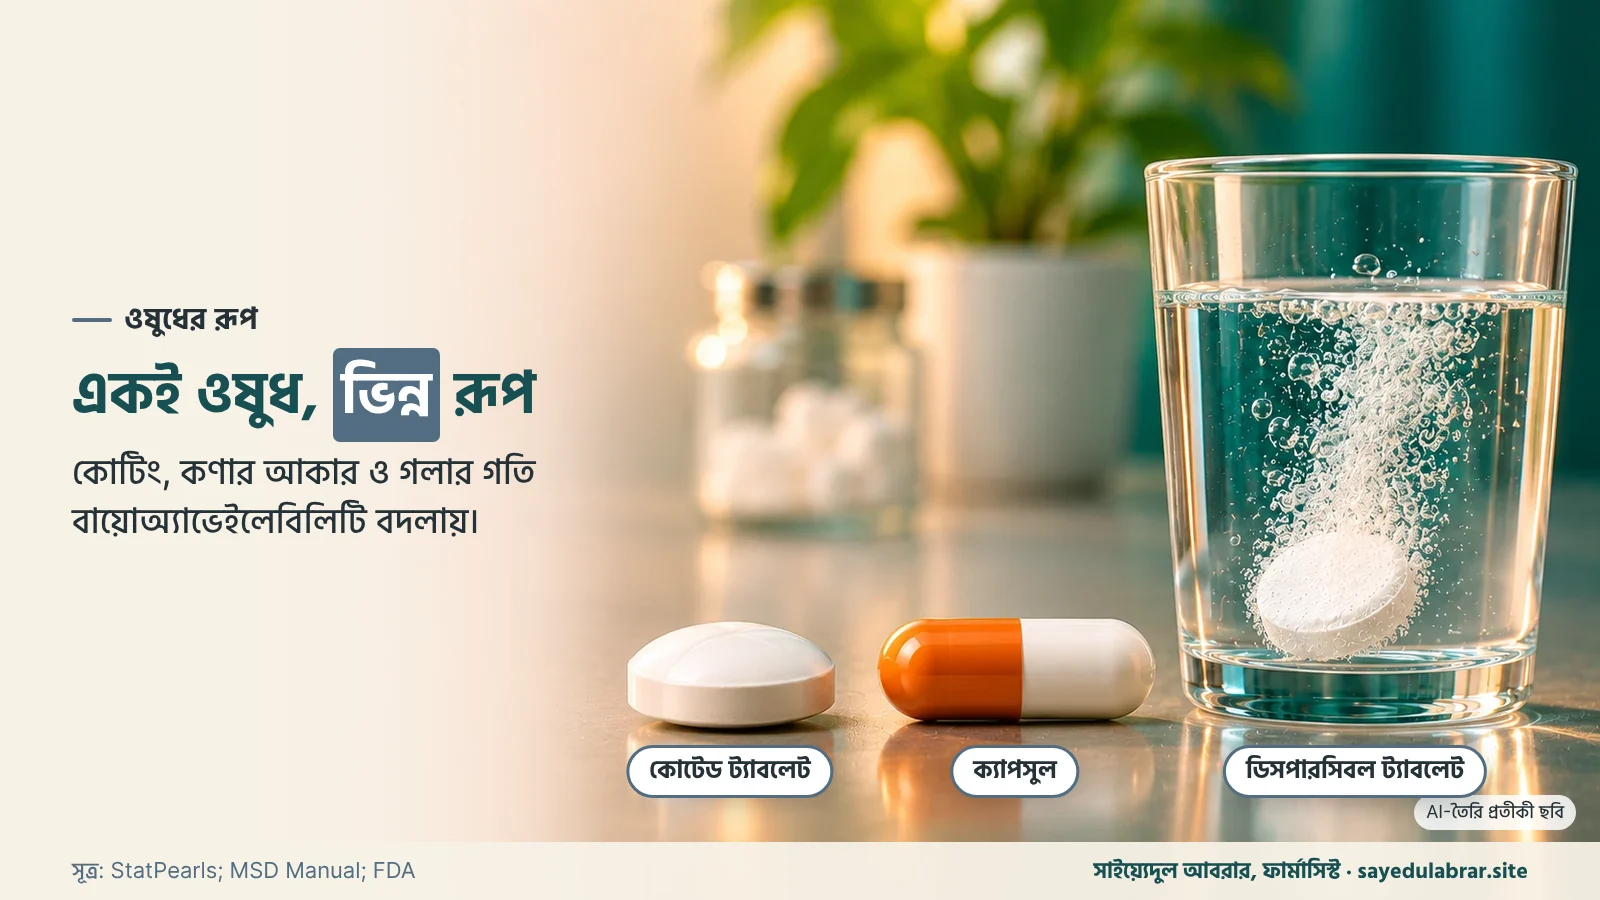 ওষুধের রূপ
একই ওষুধ, ভিন্ন রূপ
কোটিং, কণার আকার ও গলার গতি
বায়োঅ্যাভেইলেবিলিটি বদলায়।
কোটেড ট্যাবলেট
ক্যাপসুল
ডিসপারসিবল ট্যাবলেট
AI-তৈরি প্রতীকী ছবি
সূত্র: StatPearls; MSD Manual; FDA
সাইয়্যেদুল আবরার, ফার্মাসিস্ট · sayedulabrar.site